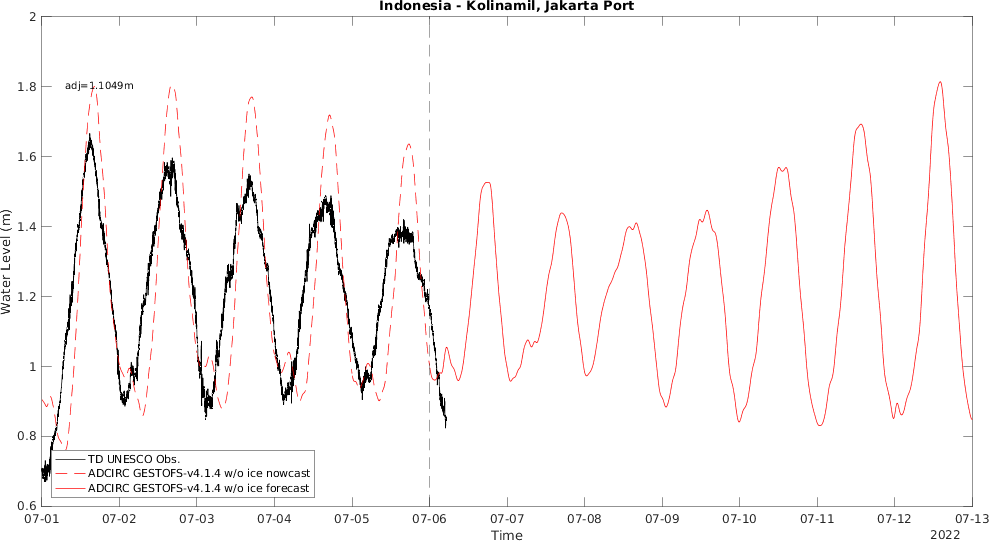 Indonesia - Kolinamil, Jakarta Port
2
1.8
1.6
1.4
1.2
1
0.8
0.6
Water Level (m)
adj=1.1049m
TD UNESCO Obs.
ADCIRC GESTOFS-v4.1.4 w/o ice nowcast
ADCIRC GESTOFS-v4.1.4 w/o ice forecast
07-01 07-02 07-03 07-04 07-05 07-06 07-07 07-08 07-09 07-10 07-11 07-12 07-13
Time
2022